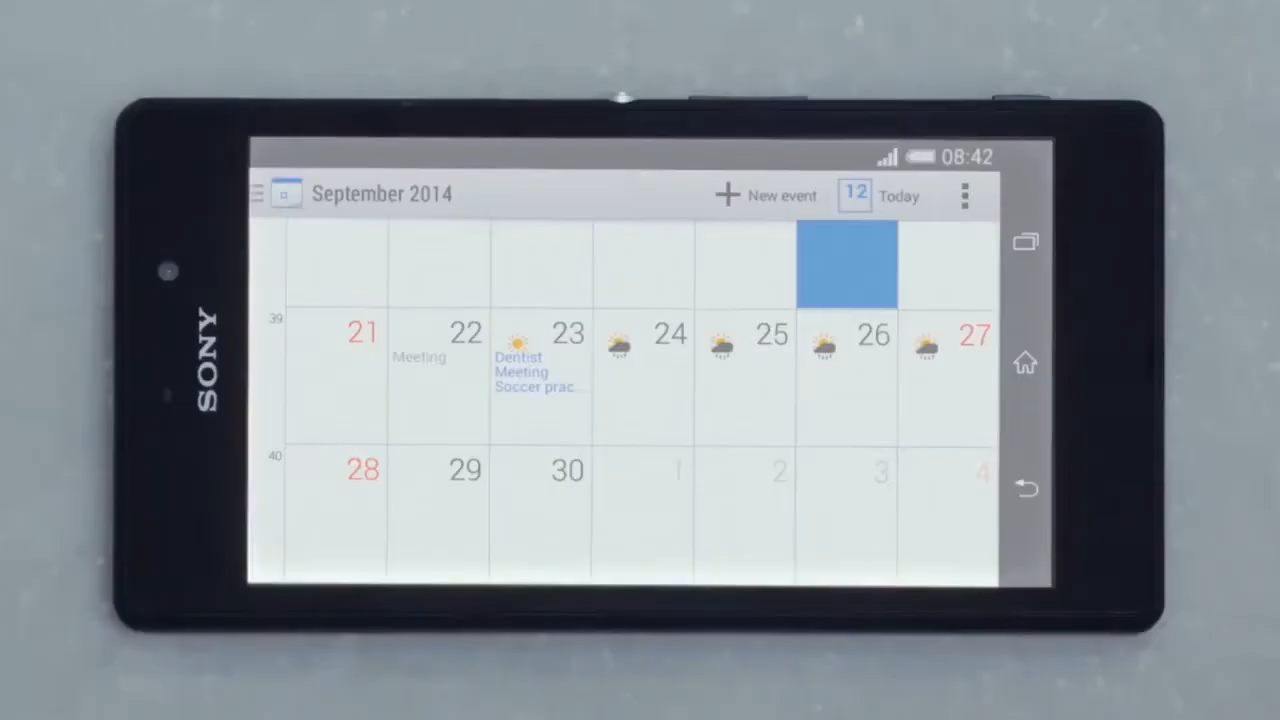 SONY
08:42
September 2014
New event
12
Today
39
21
22
23
24
25
26
27
Meeting
Dentist
Meeting
Soccer prac...
40
28
29
30
1
2
3
4